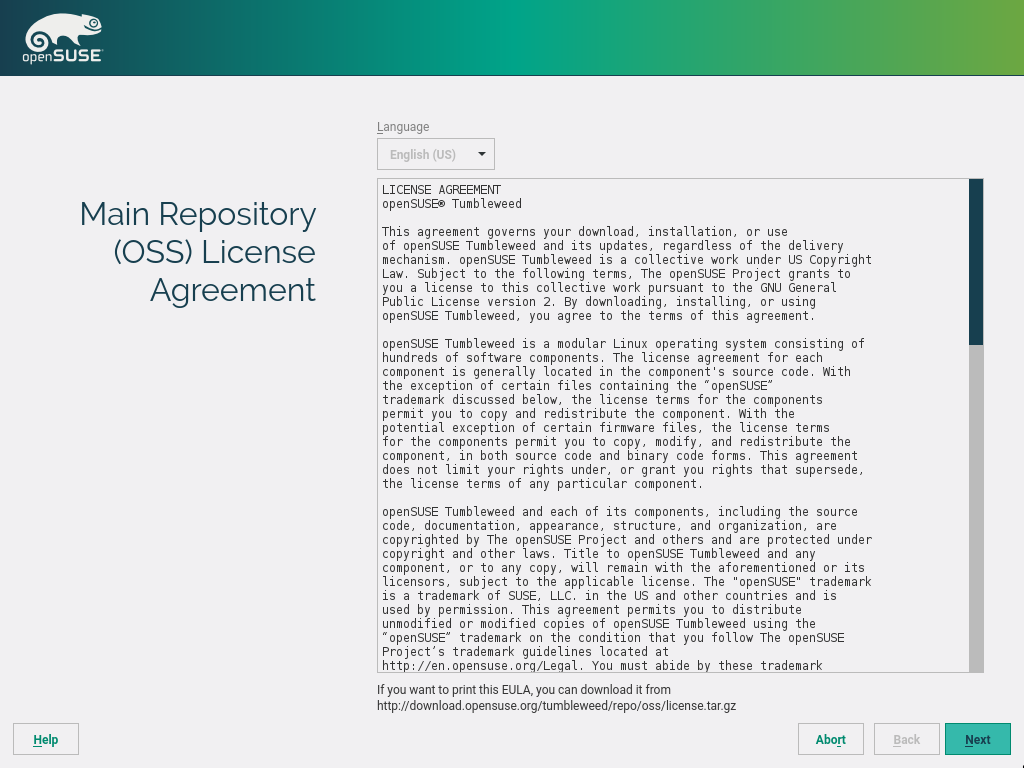 openSUSE
Language
English (US)
Main Repository
(OSS) License
Agreement
LICENSE AGREEMENT
openSUSE® Tumbleweed
This agreement governs your download, installation, or use
of openSUSE Tumbleweed and its updates, regardless of the delivery
mechanism. openSUSE Tumbleweed is a collective work under US Copyright
Law. Subject to the following terms, The openSUSE Project grants to
you a license to this collective work pursuant to the GNU General
Public License version 2. By downloading, installing, or using
openSUSE Tumbleweed, you agree to the terms of this agreement.
openSUSE Tumbleweed is a modular Linux operating system consisting of
hundreds of software components. The license agreement for each
component is generally located in the component's source code. With
the exception of certain files containing the “openSUSE”
trademark discussed below, the license terms for the components
permit you to copy and redistribute the component. With the
potential exception of certain firmware files, the license terms
for the components permit you to copy, modify, and redistribute the
component, in both source code and binary code forms. This agreement
does not limit your rights under, or grant you rights that supersede,
the license terms of any particular component.
openSUSE Tumbleweed and each of its components, including the source
code, documentation, appearance, structure, and organization, are
copyrighted by The openSUSE Project and others and are protected under
copyright and other laws. Title to openSUSE Tumbleweed and any
component, or to any copy, will remain with the aforementioned or its
licensors, subject to the applicable license. The "openSUSE" trademark
is a trademark of SUSE, LLC. in the US and other countries and is
used by permission. This agreement permits you to distribute
unmodified or modified copies of openSUSE Tumbleweed using the
“openSUSE” trademark on the condition that you follow The openSUSE
Project’s trademark guidelines located at
http://en.opensuse.org/Legal. You must abide by these trademark
If you want to print this EULA, you can download it from
http://download.opensuse.org/tumbleweed/repo/oss/license.tar.gz
Help
Abort
Back
Next